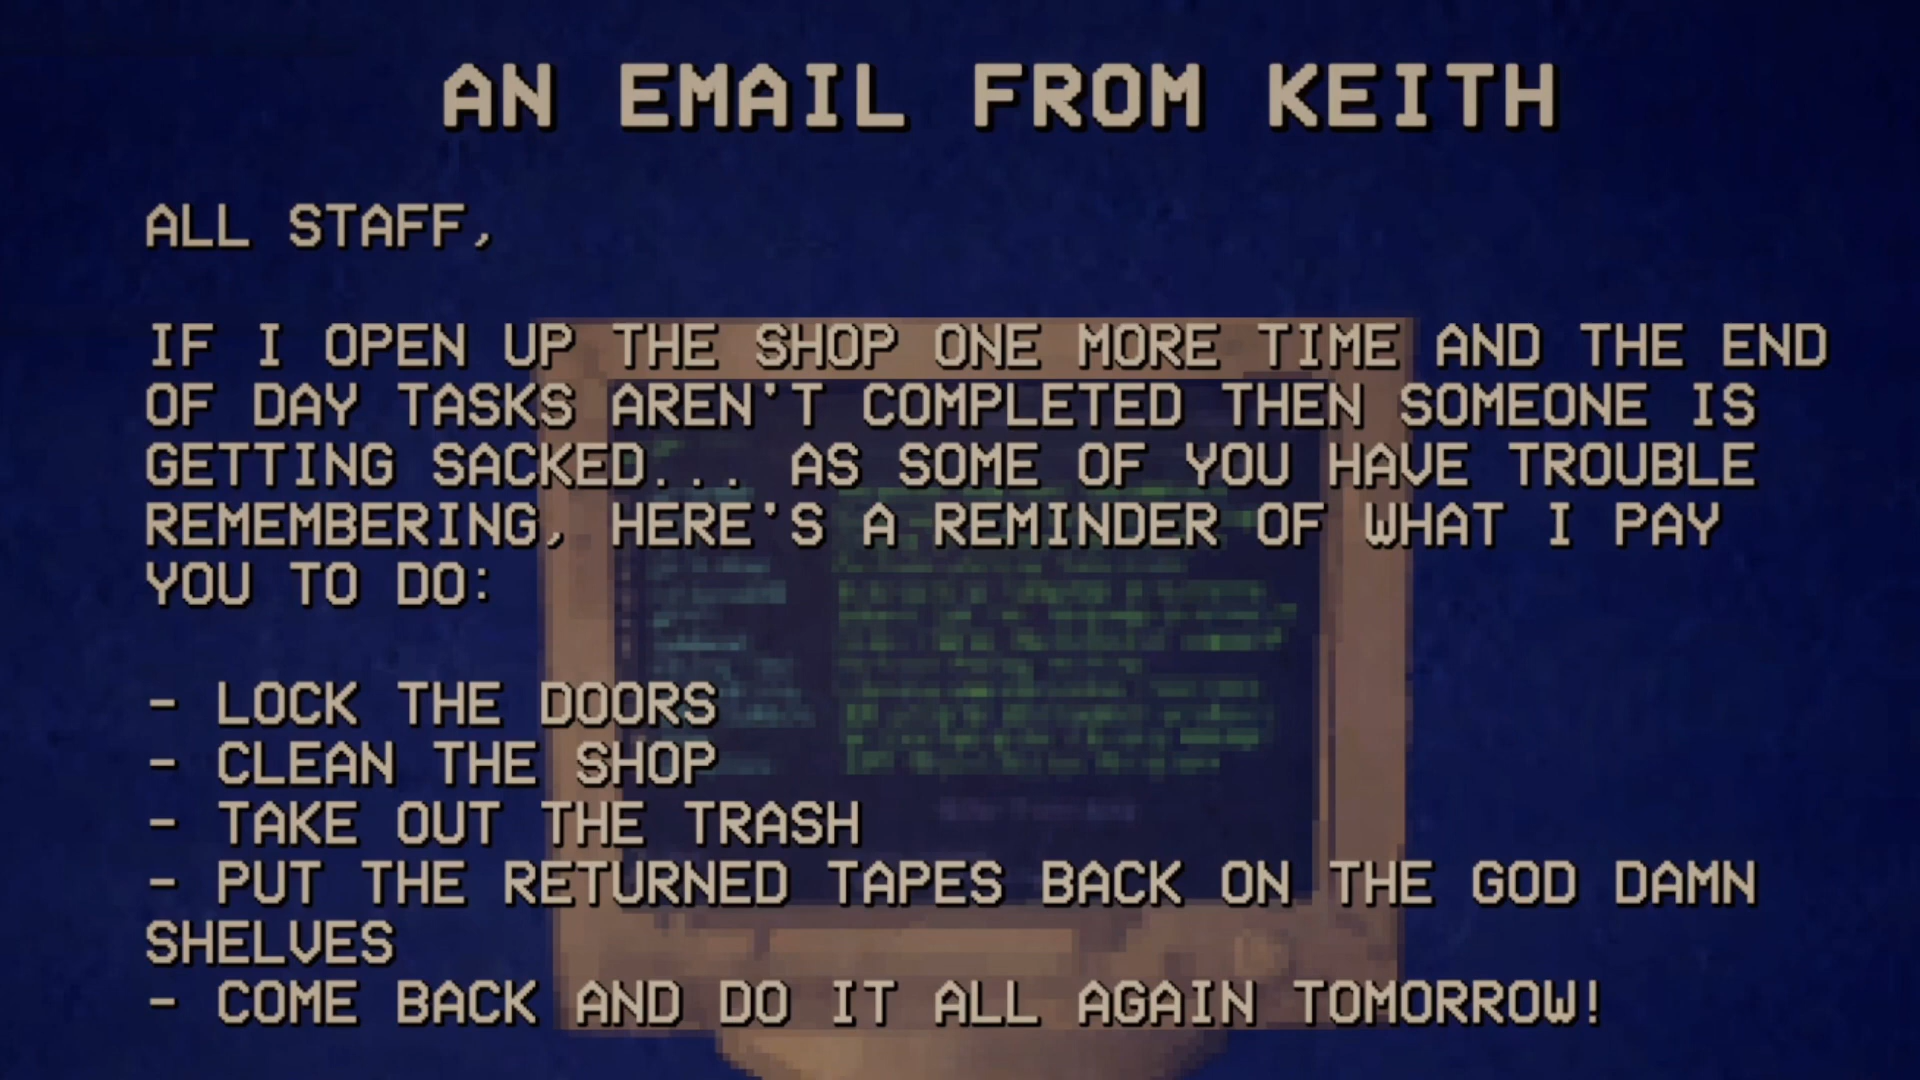 AN EMAIL FROM KEITH
ALL STAFF,
IF I OPEN UP THE SHOP ONE MORE TIME AND THE END
OF DAY TASKS AREN'T COMPLETED THEN SOMEONE IS
GETTING SACKED... AS SOME OF YOU HAVE TROUBLE
REMEMBERING, HERE'S A REMINDER OF WHAT I PAY
YOU TO DO:
- LOCK THE DOORS
- CLEAN THE SHOP
- TAKE OUT THE TRASH
- PUT THE RETURNED TAPES BACK ON THE GOD DAMN
SHELVES
- COME BACK AND DO IT ALL AGAIN TOMORROW!